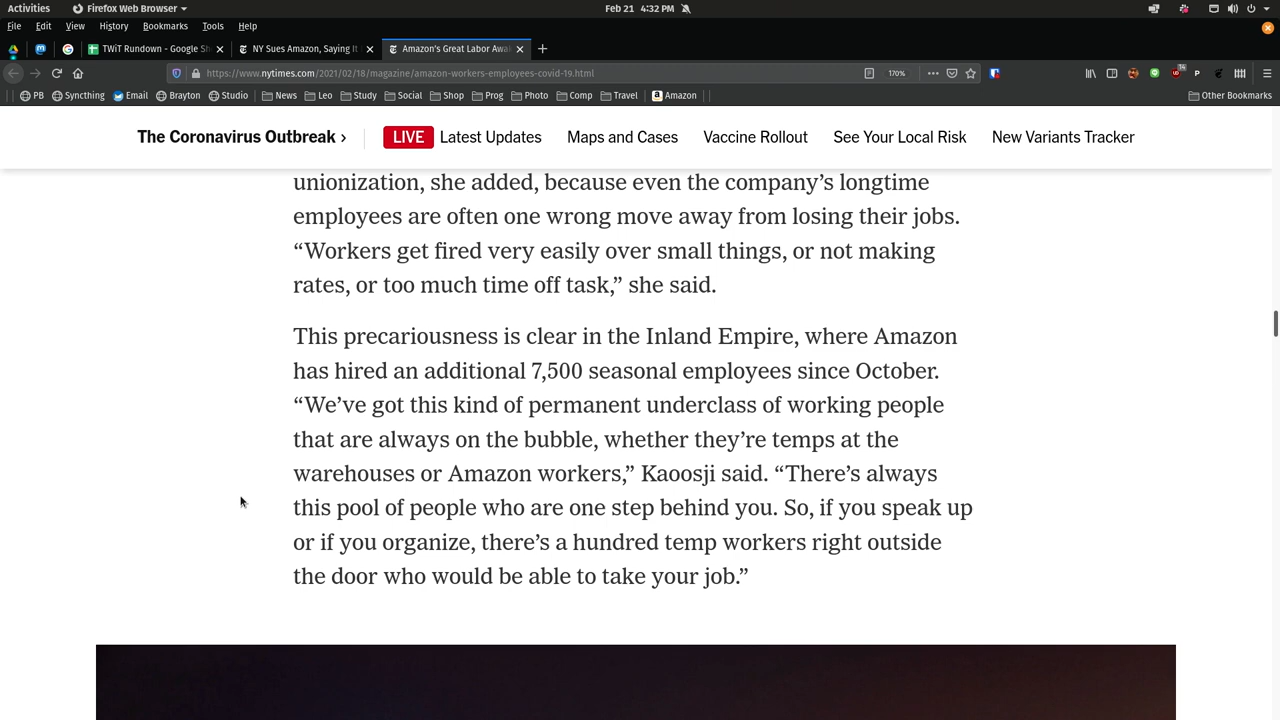 Activities Firefox Web Browser Feb 21 4:32 PM
File Edit View History Bookmarks Tools Help
TWiT Rundown - Google Sh NY Sues Amazon, Saying It Amazon's Great Labor Awa
https://www.nytimes.com/2021/02/18/magazine/amazon-workers-employees-covid-19.html 170%
PB Syncthing Email Brayton Studio News Leo Study Social Shop Prog Photo Comp Travel Amazon Other Bookmarks
The Coronavirus Outbreak › LIVE Latest Updates Maps and Cases Vaccine Rollout See Your Local Risk New Variants Tracker
unionization, she added, because even the company’s longtime
employees are often one wrong move away from losing their jobs.
“Workers get fired very easily over small things, or not making
rates, or too much time off task,” she said.
This precariousness is clear in the Inland Empire, where Amazon
has hired an additional 7,500 seasonal employees since October.
“We’ve got this kind of permanent underclass of working people
that are always on the bubble, whether they’re temps at the
warehouses or Amazon workers,” Kaoosji said. “There’s always
this pool of people who are one step behind you. So, if you speak up
or if you organize, there’s a hundred temp workers right outside
the door who would be able to take your job.”